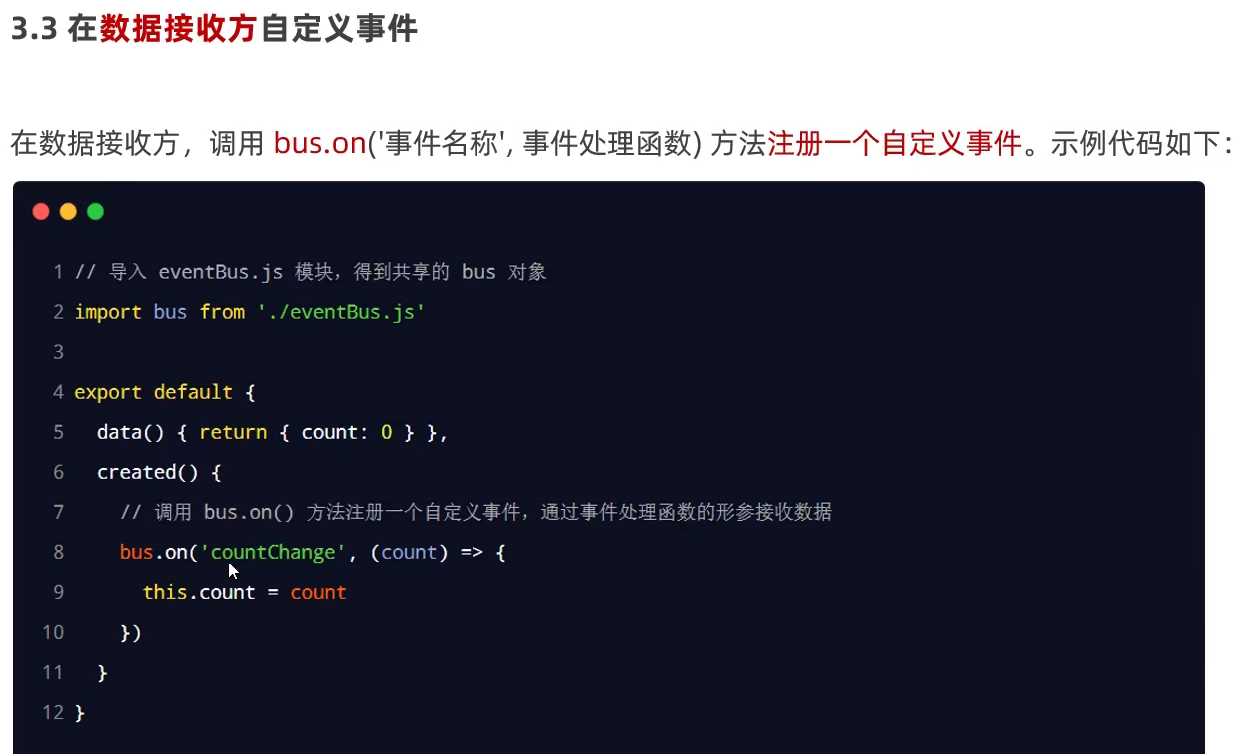 3.3 在数据接收方自定义事件
在数据接收方，调用 bus.on('事件名称', 事件处理函数) 方法注册一个自定义事件。示例代码如下：
1 // 导入 eventBus.js 模块，得到共享的 bus 对象
2 import bus from './eventBus.js'
3
4 export default {
5   data() { return { count: 0 } },
6   created() {
7     // 调用 bus.on() 方法注册一个自定义事件，通过事件处理函数的形参接收数据
8     bus.on('countChange', (count) => {
9       this.count = count
10     })
11   }
12 }